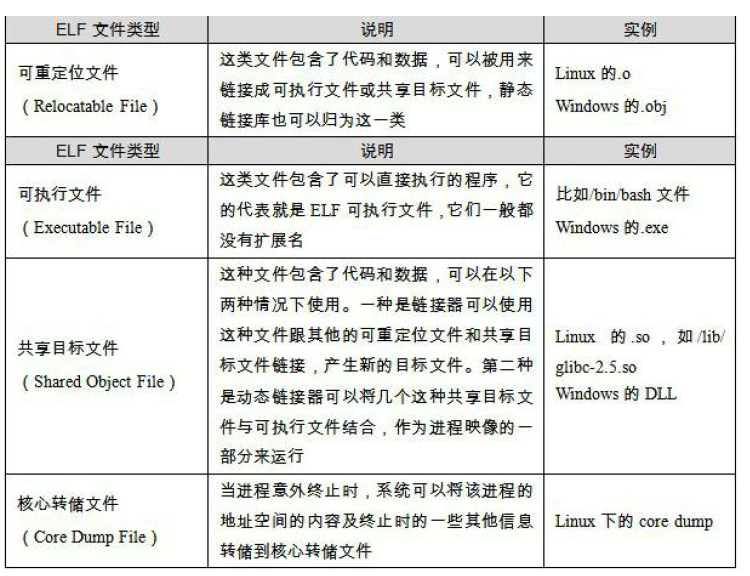 ELF 文件类型 说明 实例
可重定位文件
（Relocatable File）
这类文件包含了代码和数据，可以被用来
链接成可执行文件或共享目标文件，静态
链接库也可以归为这一类
Linux 的.o
Windows 的.obj
ELF 文件类型 说明 实例
可执行文件
（Executable File）
这类文件包含了可以直接执行的程序，它
的代表就是 ELF 可执行文件，它们一般都
没有扩展名
比如/bin/bash 文件
Windows 的.exe
共享目标文件
（Shared Object File）
这种文件包含了代码和数据，可以在以下
两种情况下使用。一种是链接器可以使用
这种文件跟其他的可重定位文件和共享目
标文件链接，产生新的目标文件。第二种
是动态链接器可以将几个这种共享目标文
件与可执行文件结合，作为进程映像的一
部分来运行
Linux 的.so，如/lib/
glibc-2.5.so
Windows 的 DLL
核心转储文件
（Core Dump File）
当进程意外终止时，系统可以将该进程的
地址空间的内容及终止时的一些其他信息
转储到核心转储文件
Linux 下的 core dump